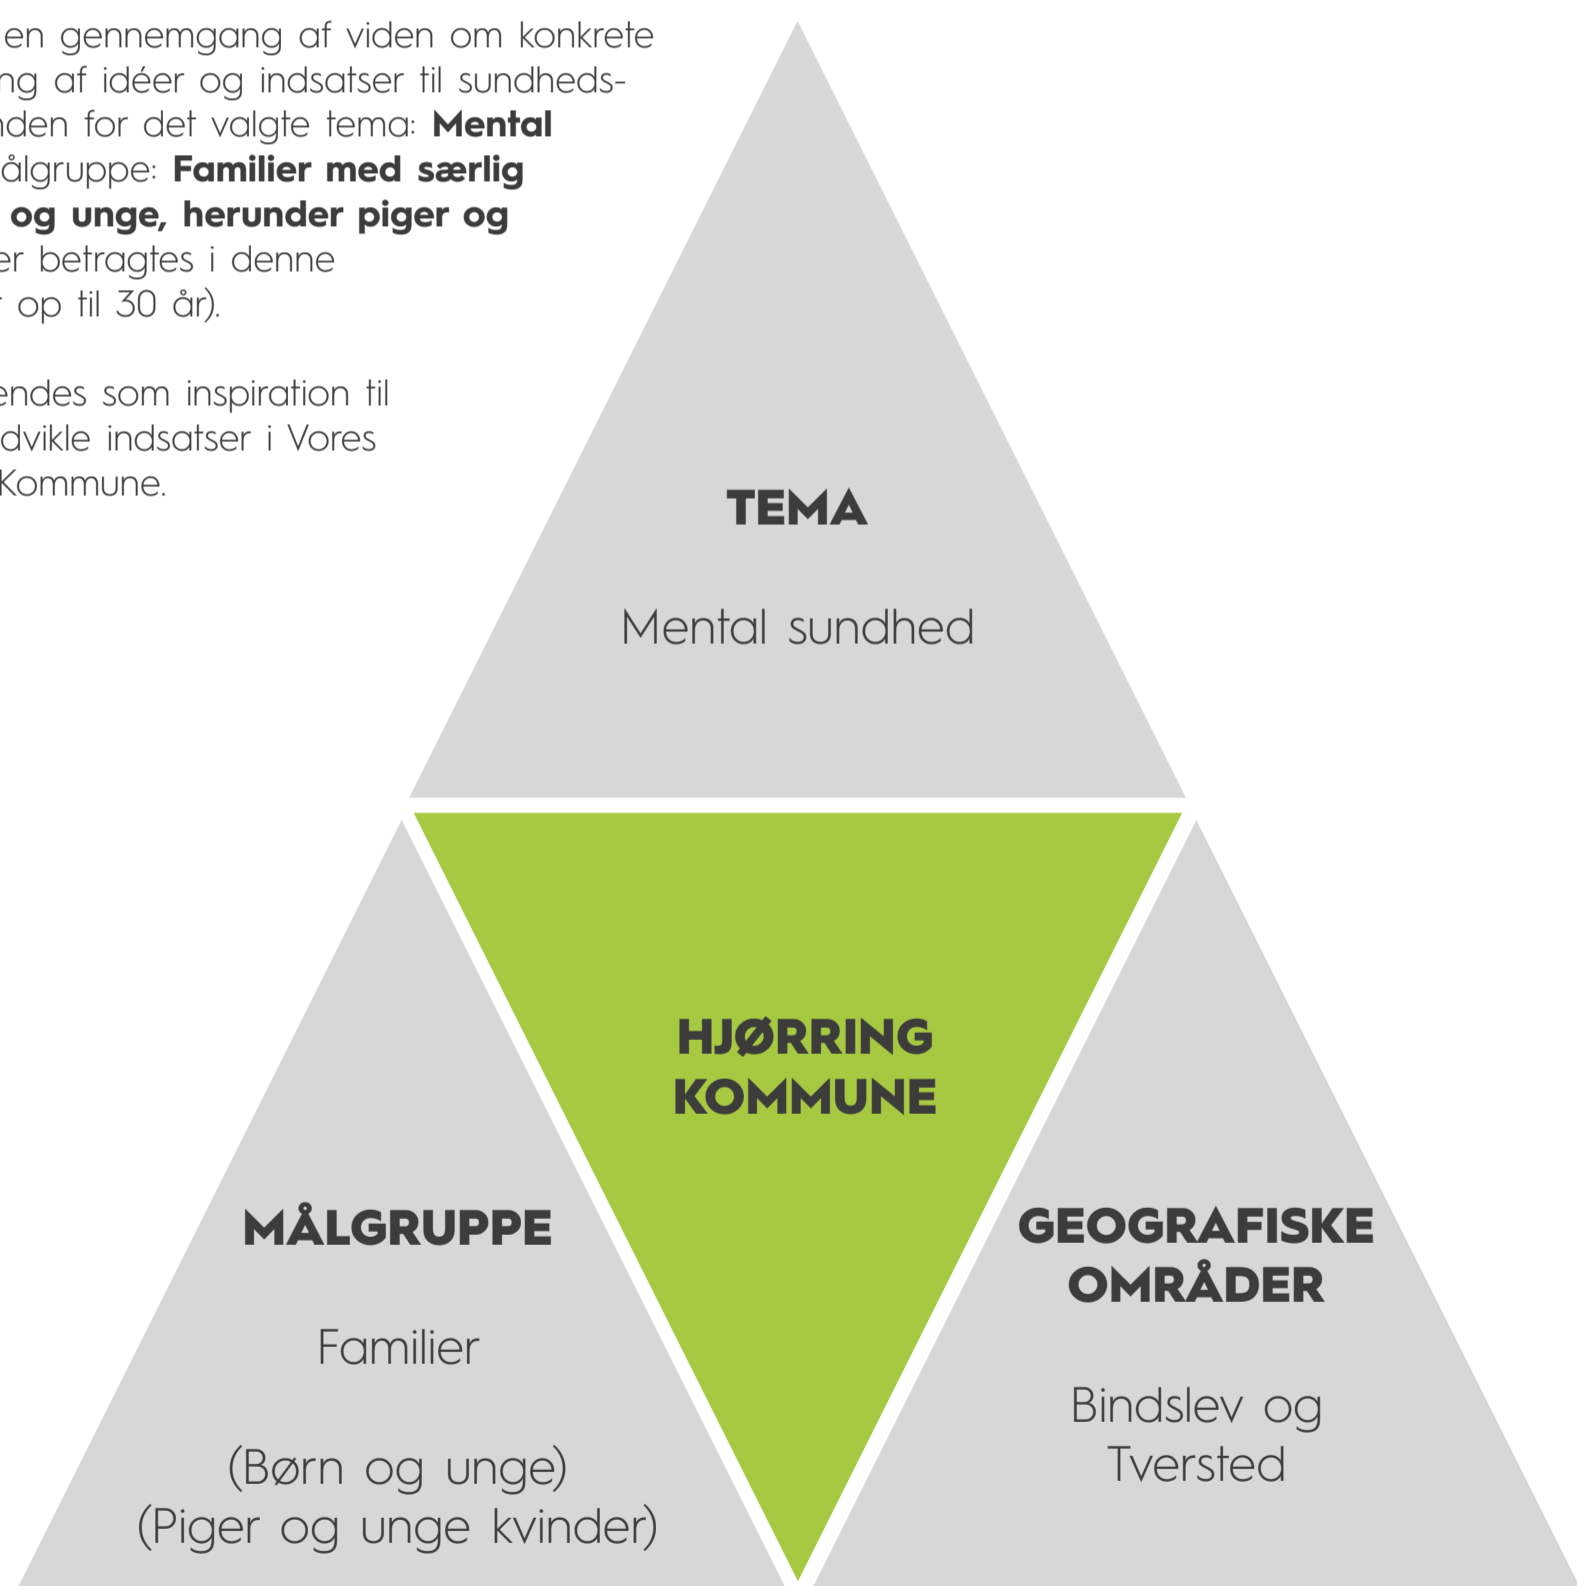 en gennemgang af viden om konkrete
ng af idéer og indsatser til sundheds-
nden for det valgte tema: Mental
ålgruppe: Familier med særlig
og unge, herunder piger og
er betragtes i denne
op til 30 år).
endes som inspiration til
dvikle indsatser i Vores
Kommune.
TEMA
Mental sundhed
HJØRRING
KOMMUNE
MÅLGRUPPE
Familier
(Børn og unge)
(Piger og unge kvinder)
GEOGRAFISKE
OMRÅDER
Bindslev og
Tversted